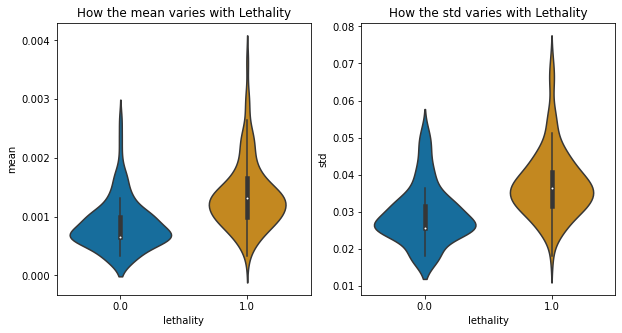 How the mean varies with Lethality
0.004
0.003
0.002
0.001
0.000
mean
0.0
1.0
lethality
How the std varies with Lethality
0.08
0.07
0.06
0.05
0.04
0.03
0.02
0.01
std
0.0
1.0
lethality